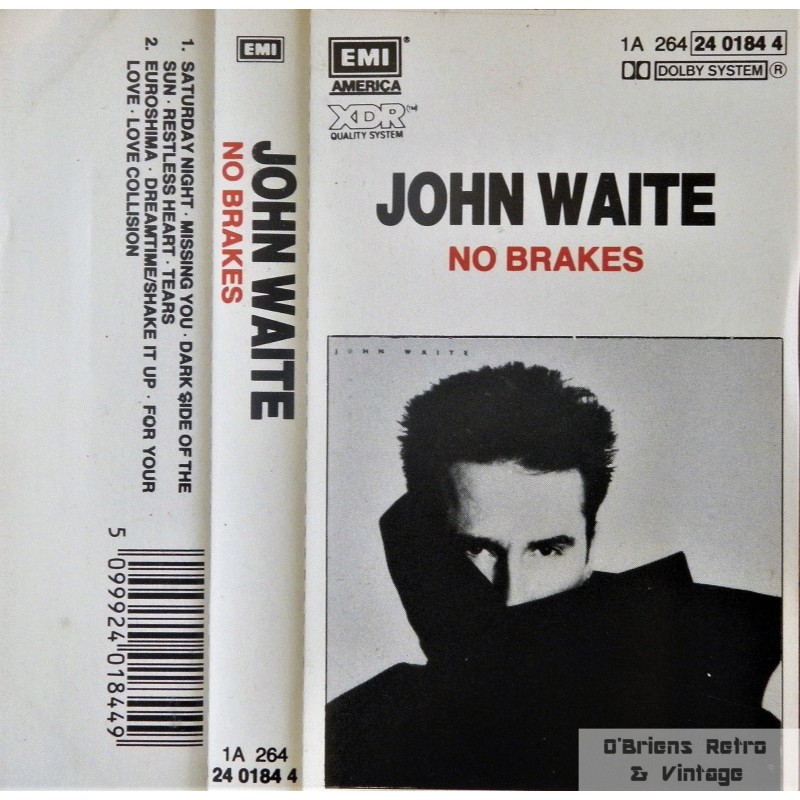 1. SATURDAY NIGHT · MISSING YOU · DARK SIDE OF THE
SUN · RESTLESS HEART · TEARS
2. EUROSHIMA · DREAMTIME/SHAKE IT UP · FOR YOUR
LOVE · LOVE COLLISION
5 099924 018449
EMI
JOHN WAITE
NO BRAKES
1A 264
24 0184 4
EMI®
AMERICA
XDR™
QUALITY SYSTEM
1A 264 24 0184 4
DOLBY SYSTEM ®
JOHN WAITE
NO BRAKES
JOHN WAITE
O'Briens Retro
& Vintage